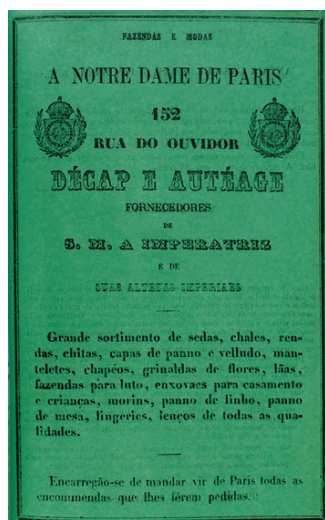 FAZENDAS E MODAS
A NOTRE DAME DE PARIS
152
RUA DO OUVIDOR
DÉCAP E AUTÉAGE
FORNECEDORES
DE
S. M. A IMPERATRIZ
E DE
SUAS ALTEZAS IMPERIAES
Grande sortimento de sedas, chales, ren-
das, chitas, capas de panno e velludo, man-
teletes, chapéos, grinaldas de flores, lãas,
fazendas para luto, enxovaes para casamento
e crianças, morins, panno de linho, panno
de mesa, lingeries, lenços de todas as qua-
lidades.
Encarregão-se de mandar vir de Paris todas as
encommendas que lhes fôrem pedidas.